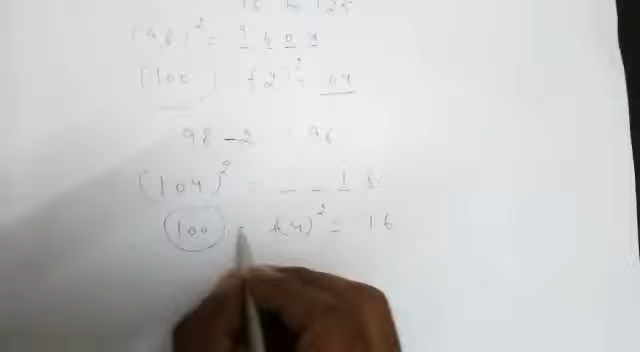 (98)² = 9 6 0 4
(100) (2)² = 04
98 - 2 = 96
(104)² = _ _ 1 6
(100) - (4)² = 16